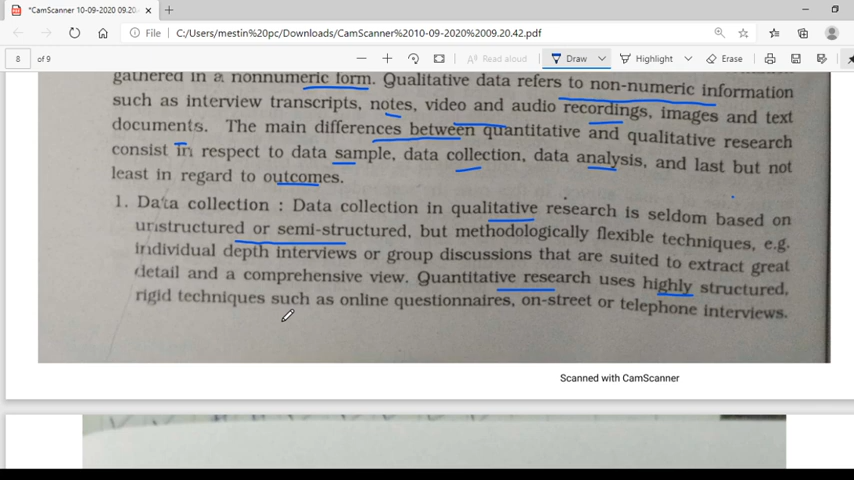 *CamScanner 10-09-2020 09.20.
File C:/Users/mestin%20pc/Downloads/CamScanner%2010-09-2020%2009.20.42.pdf
8 of 9 Read aloud Draw Highlight Erase
gathered in a nonnumeric form. Qualitative data refers to non-numeric information
such as interview transcripts, notes, video and audio recordings, images and text
documents. The main differences between quantitative and qualitative research
consist in respect to data sample, data collection, data analysis, and last but not
least in regard to outcomes.
1. Data collection : Data collection in qualitative research is seldom based on
unstructured or semi-structured, but methodologically flexible techniques, e.g.
individual depth interviews or group discussions that are suited to extract great
detail and a comprehensive view. Quantitative research uses highly structured,
rigid techniques such as online questionnaires, on-street or telephone interviews.
Scanned with CamScanner